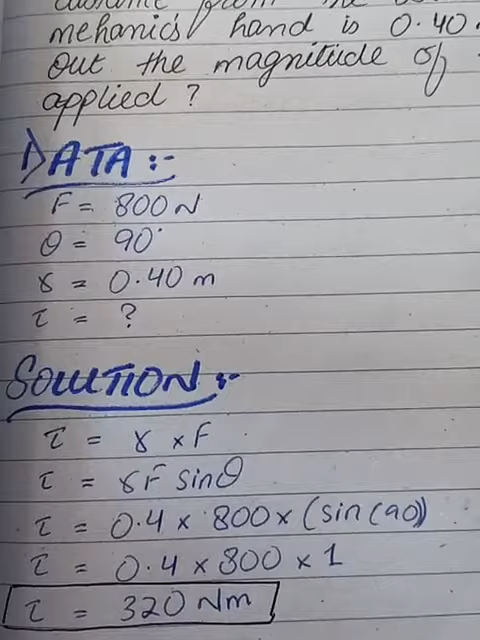 mehanic's hand is 0.40
out the magnitude of
applied ?
DATA :-
F = 800 N
θ = 90°
r = 0.40 m
τ = ?
SOLUTION :-
τ = r × F
τ = rF sinθ
τ = 0.4 × 800 × (sin(90))
τ = 0.4 × 800 × 1
τ = 320 Nm